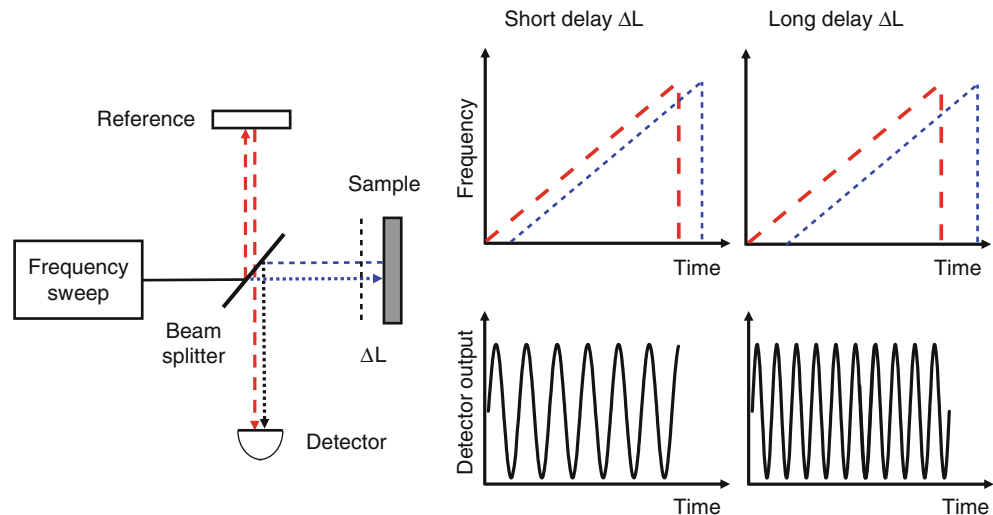 Short delay ΔL
Long delay ΔL
Reference
Sample
Frequency
sweep
Beam
splitter
ΔL
Detector
Frequency
Time
Time
Detector output
Time
Time